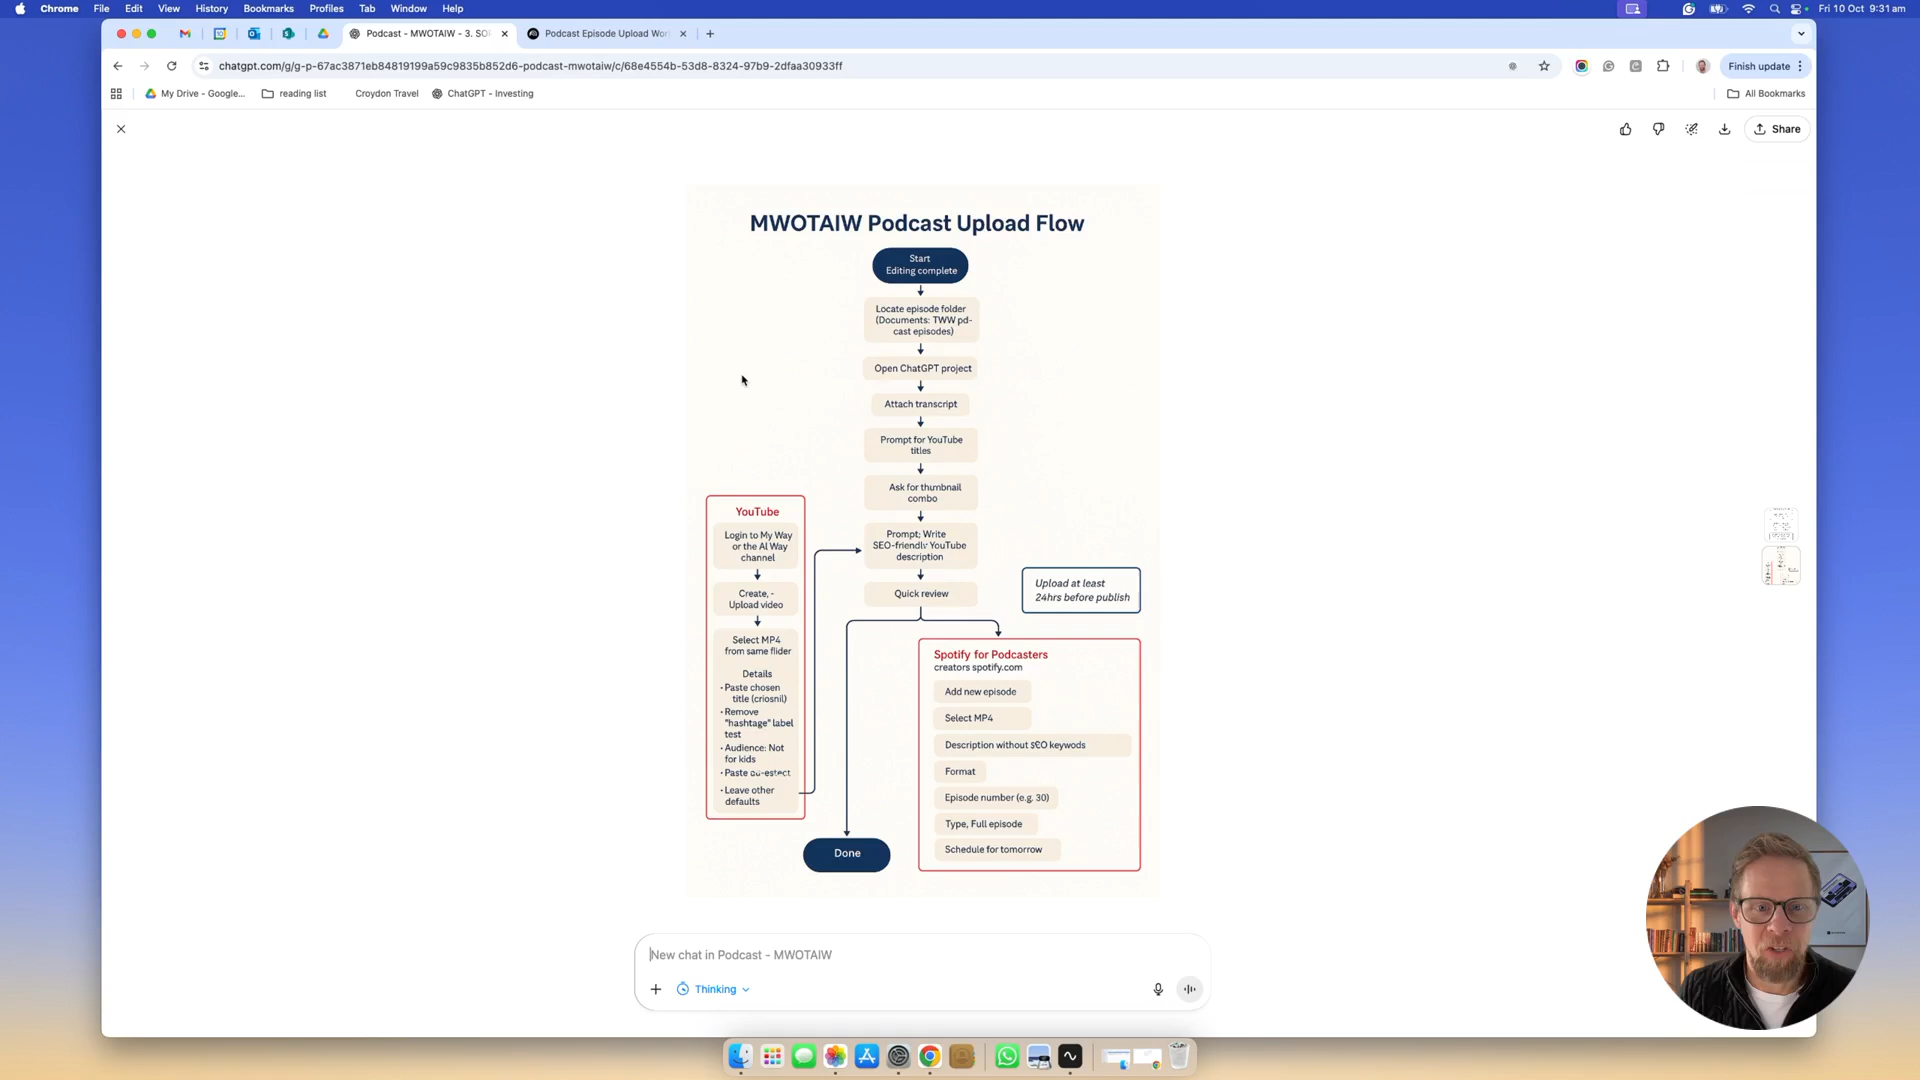 Chrome File Edit View History Bookmarks Profiles Tab Window Help
Fri 10 Oct 9:31am
Podcast - MWOTAIW - 3. SO
Podcast Episode Upload Wor
chatgpt.com/g/g-p-67ac3871eb84819199a59c9835b852d6-podcast-mwotaiw/c/68e4554b-53d8-8324-97b9-2dfaa30933ff
Finish update
My Drive - Google...
reading list
Croydon Travel
ChatGPT - Investing
All Bookmarks
Share
MWOTAIW Podcast Upload Flow
Start
Editing complete
Locate episode folder
(Documents: TWW pd-
cast episodes)
Open ChatGPT project
Attach transcript
Prompt for YouTube
titles
Ask for thumbnail
combo
Prompt; Write
SEO-friendly YouTube
description
Quick review
YouTube
Login to My Way
or the AI Way
channel
Create, -
Upload video
Select MP4
from same flider
Details
• Paste chosen
title (criosnil)
• Remove
"hashtage" label
test
• Audience: Not
for kids
• Paste
• Leave other
defaults
Done
Upload at least
24hrs before publish
Spotify for Podcasters
creators spotify.com
Add new episode
Select MP4
Description without SEO keywods
Format
Episode number (e.g. 30)
Type, Full episode
Schedule for tomorrow
New chat in Podcast - MWOTAIW
Thinking